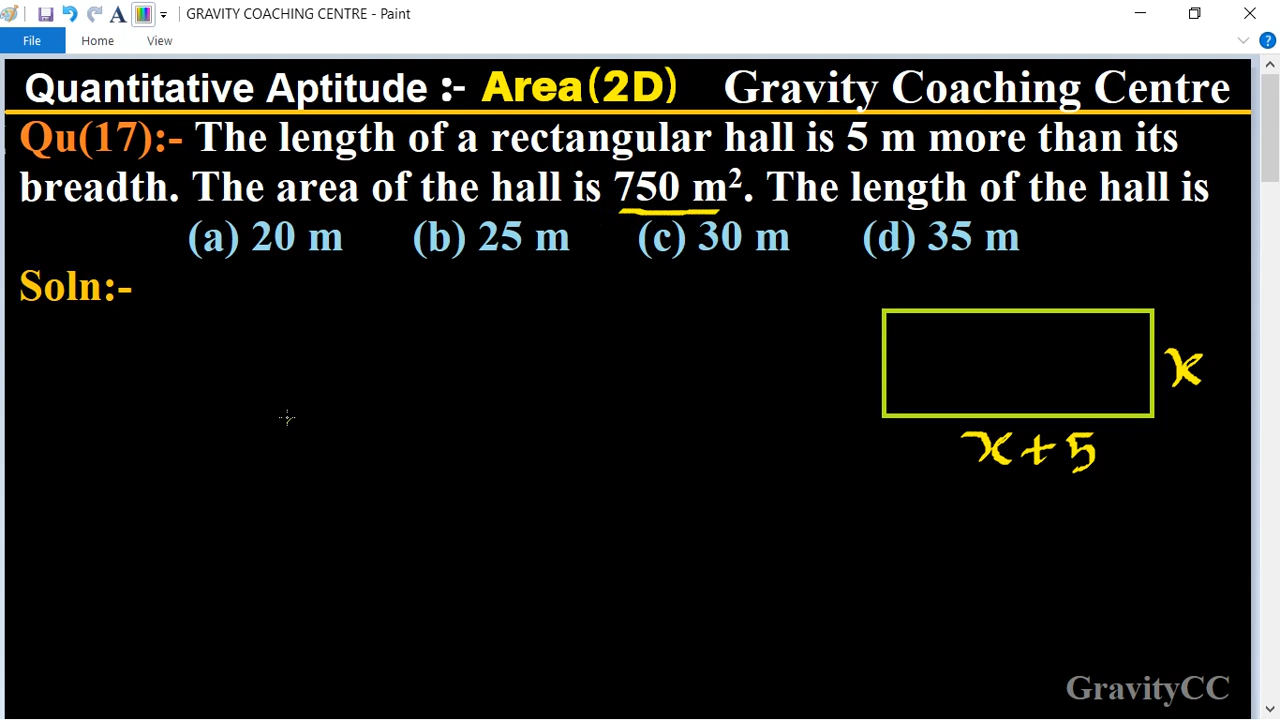 GRAVITY COACHING CENTRE - Paint
File Home View
Quantitative Aptitude :- Area(2D) Gravity Coaching Centre
Qu(17):- The length of a rectangular hall is 5 m more than its
breadth. The area of the hall is 750 m². The length of the hall is
(a) 20 m (b) 25 m (c) 30 m (d) 35 m
Soln:-
x
x + 5
GravityCC